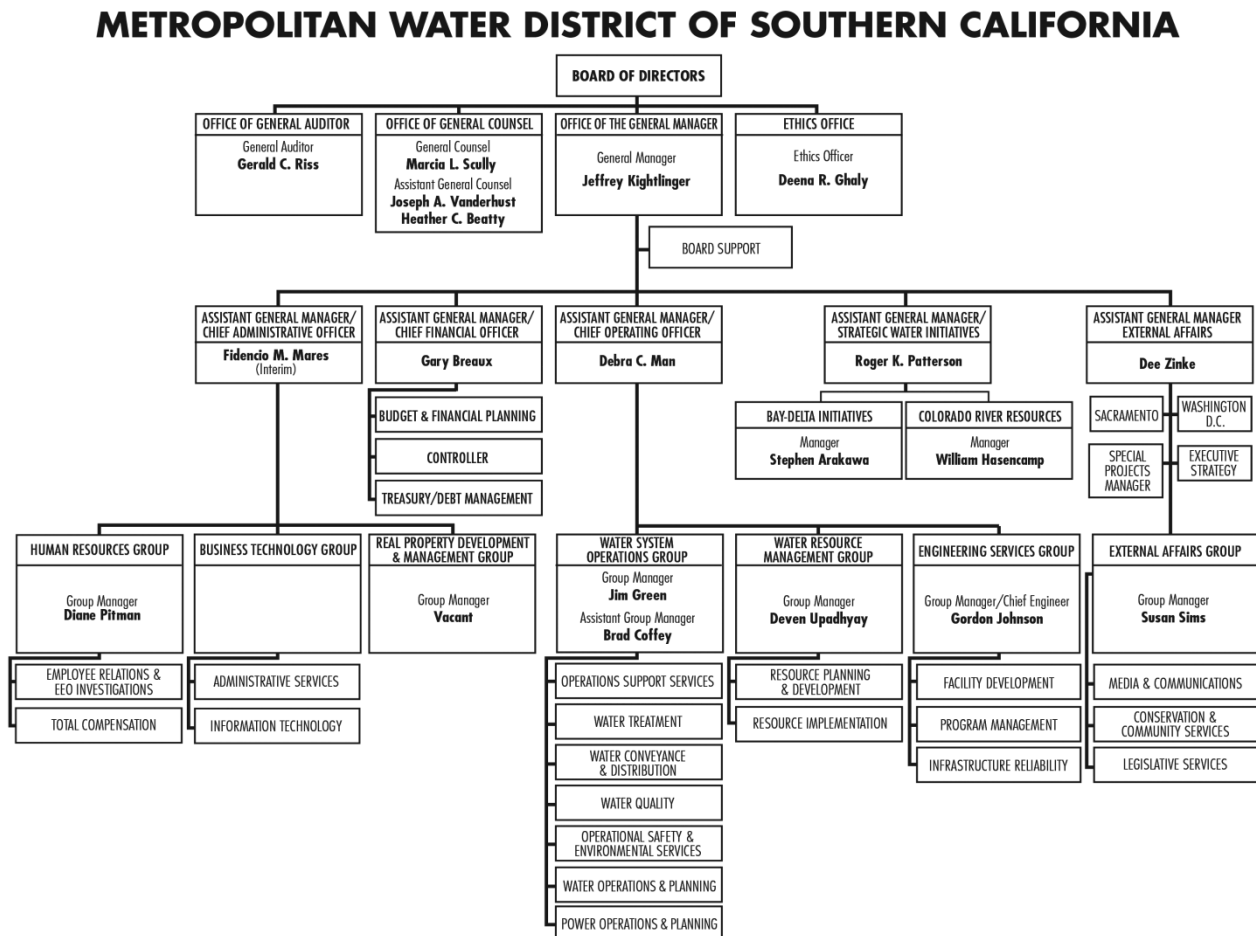 METROPOLITAN WATER DISTRICT OF SOUTHERN CALIFORNIA
BOARD OF DIRECTORS
OFFICE OF GENERAL AUDITOR
General Auditor
Gerald C. Riss
OFFICE OF GENERAL COUNSEL
General Counsel
Marcia L. Scully
Assistant General Counsel
Joseph A. Vanderhust
Heather C. Beatty
OFFICE OF THE GENERAL MANAGER
General Manager
Jeffrey Kightlinger
ETHICS OFFICE
Ethics Officer
Deena R. Ghaly
BOARD SUPPORT
ASSISTANT GENERAL MANAGER/
CHIEF ADMINISTRATIVE OFFICER
Fidencio M. Mares
(Interim)
ASSISTANT GENERAL MANAGER/
CHIEF FINANCIAL OFFICER
Gary Breaux
BUDGET & FINANCIAL PLANNING
CONTROLLER
TREASURY/DEBT MANAGEMENT
ASSISTANT GENERAL MANAGER/
CHIEF OPERATING OFFICER
Debra C. Man
ASSISTANT GENERAL MANAGER/
STRATEGIC WATER INITIATIVES
Roger K. Patterson
BAY-DELTA INITIATIVES
Manager
Stephen Arakawa
COLORADO RIVER RESOURCES
Manager
William Hasencamp
ASSISTANT GENERAL MANAGER
EXTERNAL AFFAIRS
Dee Zinke
SACRAMENTO
WASHINGTON
D.C.
SPECIAL
PROJECTS
MANAGER
EXECUTIVE
STRATEGY
HUMAN RESOURCES GROUP
Group Manager
Diane Pitman
EMPLOYEE RELATIONS &
EEO INVESTIGATIONS
TOTAL COMPENSATION
BUSINESS TECHNOLOGY GROUP
ADMINISTRATIVE SERVICES
INFORMATION TECHNOLOGY
REAL PROPERTY DEVELOPMENT
& MANAGEMENT GROUP
Group Manager
Vacant
WATER SYSTEM
OPERATIONS GROUP
Group Manager
Jim Green
Assistant Group Manager
Brad Coffey
OPERATIONS SUPPORT SERVICES
WATER TREATMENT
WATER CONVEYANCE
& DISTRIBUTION
WATER QUALITY
OPERATIONAL SAFETY &
ENVIRONMENTAL SERVICES
WATER OPERATIONS & PLANNING
POWER OPERATIONS & PLANNING
WATER RESOURCE
MANAGEMENT GROUP
Group Manager
Deven Upadhyay
RESOURCE PLANNING
& DEVELOPMENT
RESOURCE IMPLEMENTATION
ENGINEERING SERVICES GROUP
Group Manager/Chief Engineer
Gordon Johnson
FACILITY DEVELOPMENT
PROGRAM MANAGEMENT
INFRASTRUCTURE RELIABILITY
EXTERNAL AFFAIRS GROUP
Group Manager
Susan Sims
MEDIA & COMMUNICATIONS
CONSERVATION &
COMMUNITY SERVICES
LEGISLATIVE SERVICES